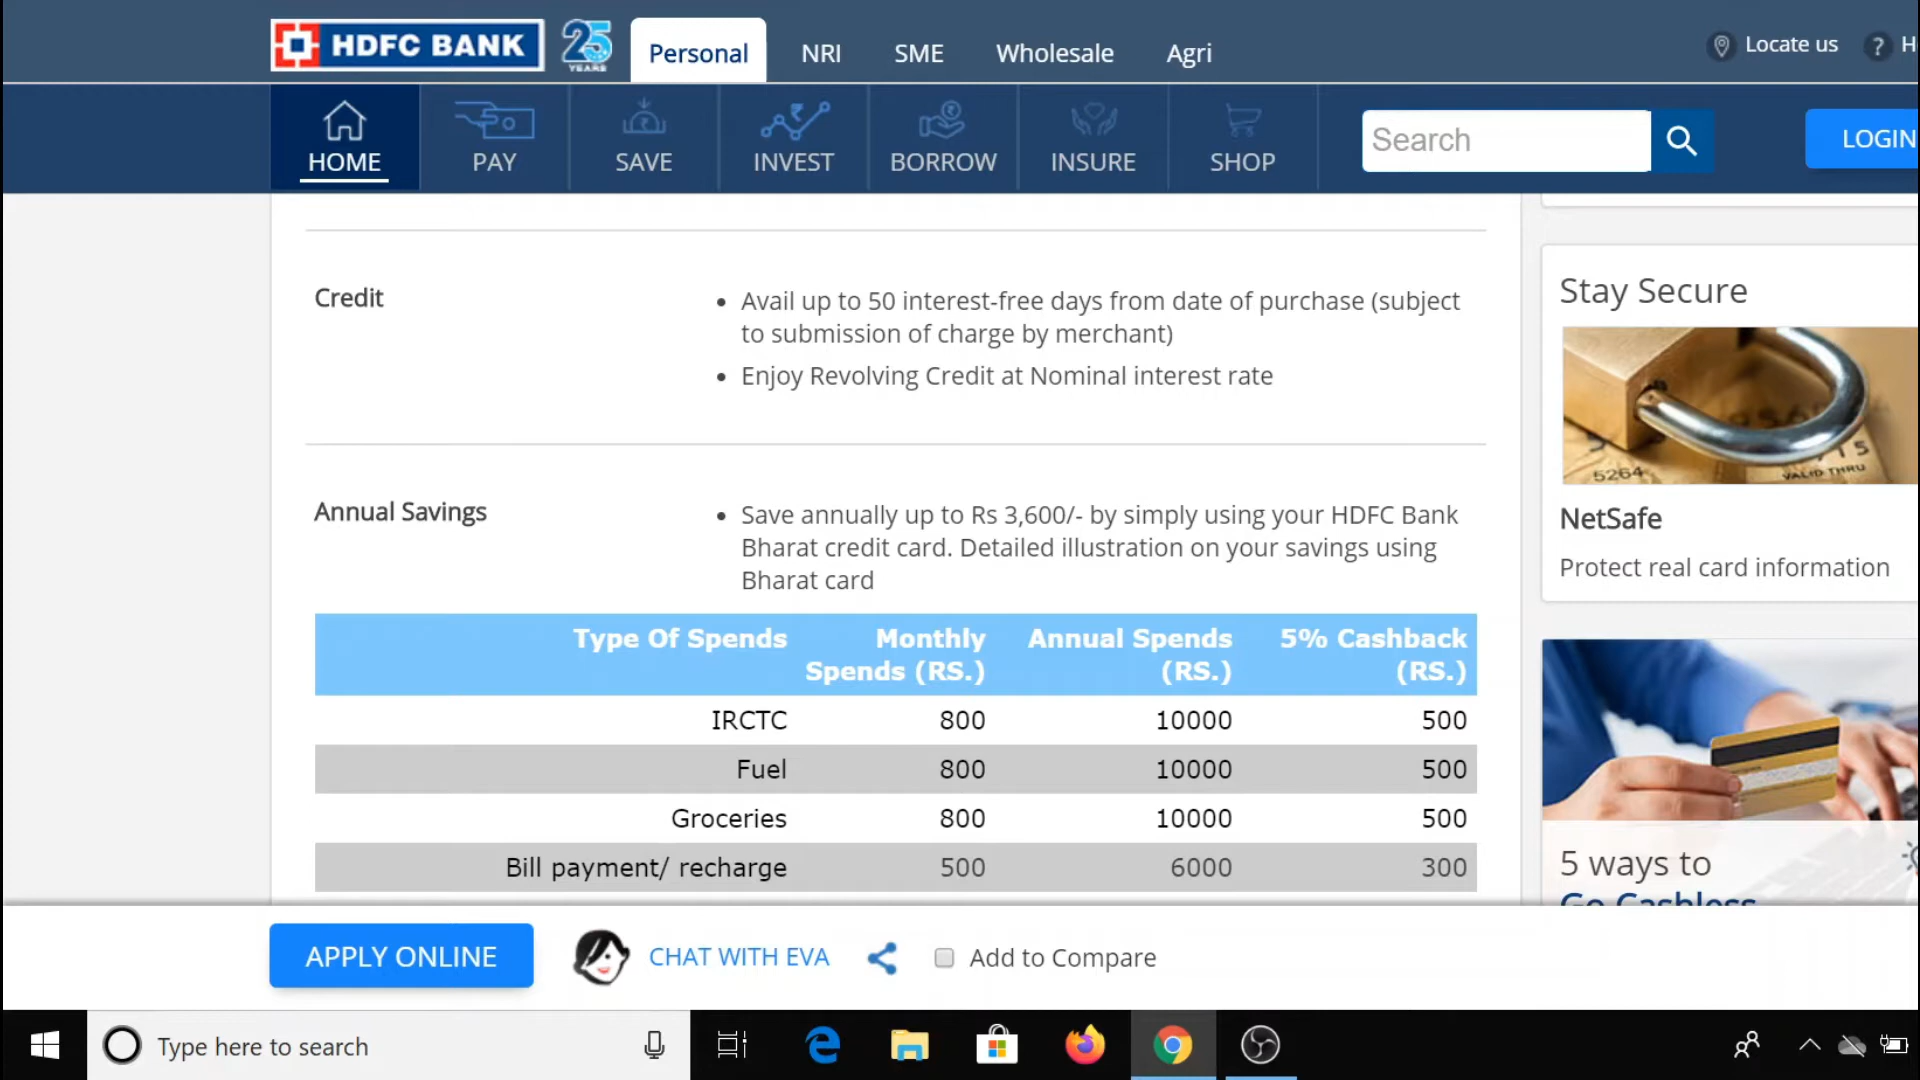 HDFC BANK
25
YEARS
Personal
NRI
SME
Wholesale
Agri
Locate us
?
H
HOME
PAY
SAVE
INVEST
BORROW
INSURE
SHOP
Search
LOGIN
Credit
• Avail up to 50 interest-free days from date of purchase (subject
to submission of charge by merchant)
• Enjoy Revolving Credit at Nominal interest rate
Annual Savings
• Save annually up to Rs 3,600/- by simply using your HDFC Bank
Bharat credit card. Detailed illustration on your savings using
Bharat card
Type Of Spends Monthly Annual Spends 5% Cashback
Spends (RS.) (RS.) (RS.)
IRCTC 800 10000 500
Fuel 800 10000 500
Groceries 800 10000 500
Bill payment/ recharge 500 6000 300
Stay Secure
5264
VALID THRU
NetSafe
Protect real card information
5 ways to
Go Cashless
APPLY ONLINE
CHAT WITH EVA
Add to Compare
Type here to search